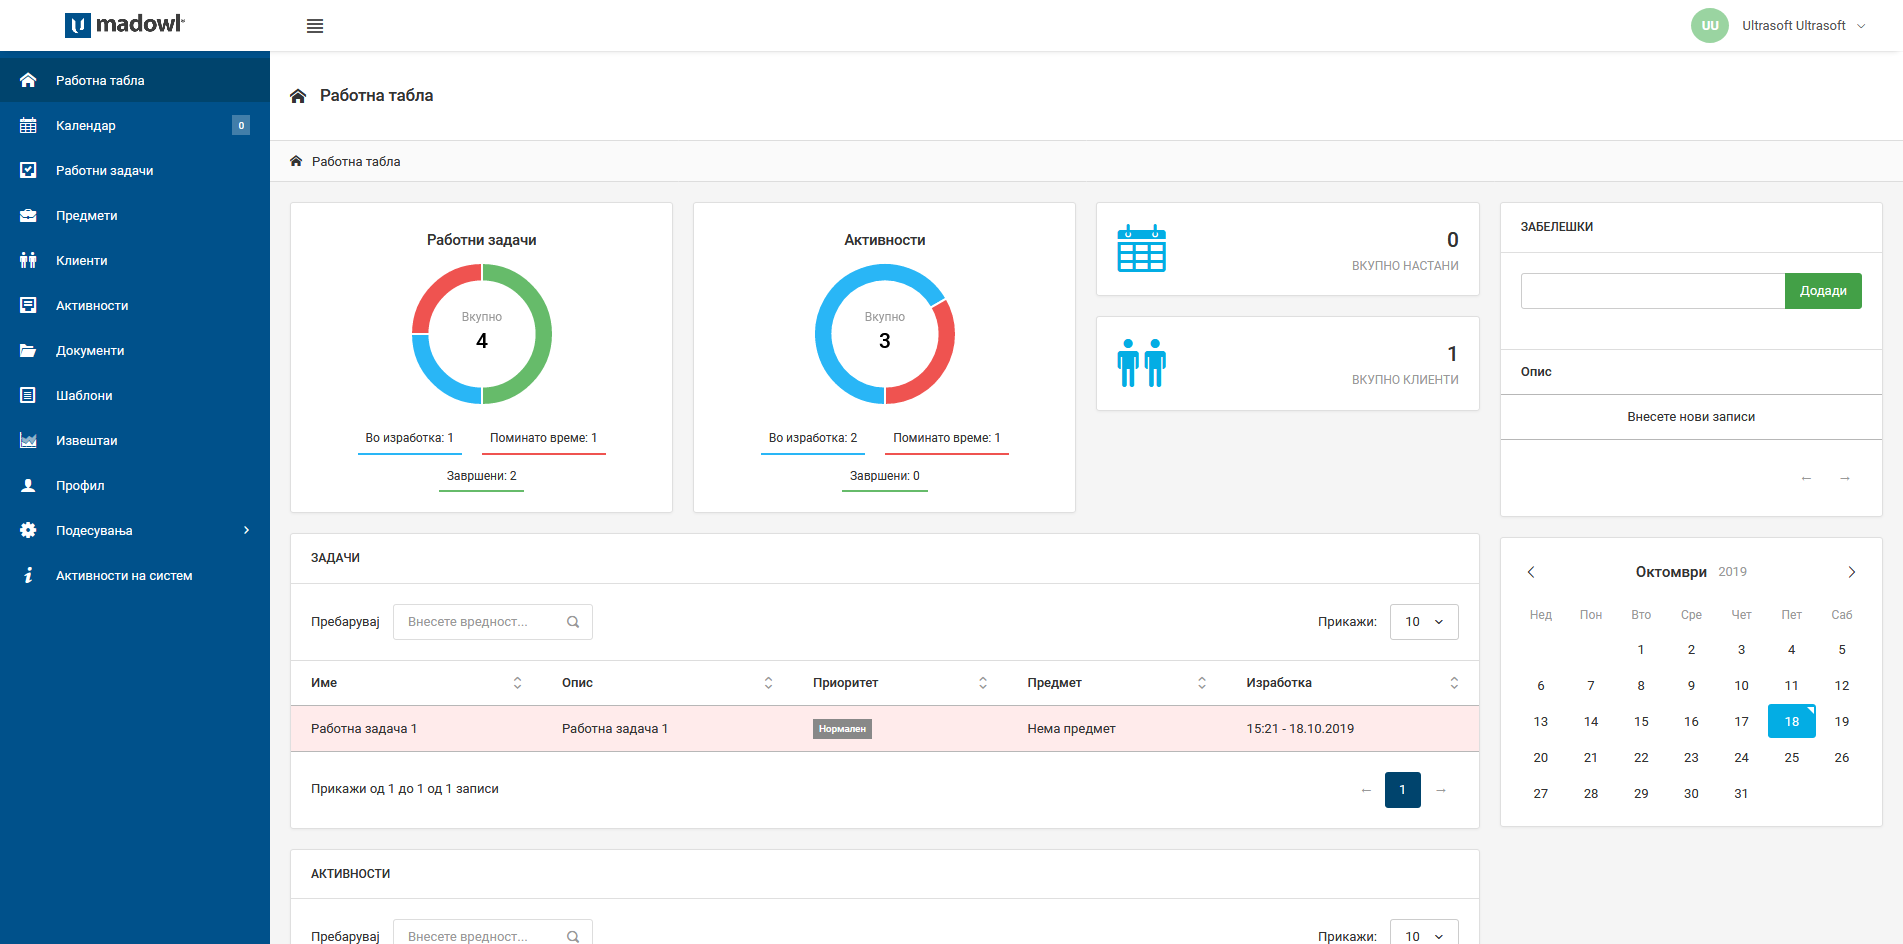 madowl
UU
Ultrasoft Ultrasoft
Работна табла
Календар
0
Работни задачи
Предмети
Клиенти
Активности
Документи
Шаблони
Извештаи
Профил
Подесувања
Активности на систем
Работна табла
Работна табла
Работни задачи
Вкупно
4
Во изработка: 1
Поминато време: 1
Завршени: 2
Активности
Вкупно
3
Во изработка: 2
Поминато време: 1
Завршени: 0
0
ВКУПНО НАСТАНИ
1
ВКУПНО КЛИЕНТИ
ЗАБЕЛЕШКИ
Додади
Опис
Внесете нови записи
← →
ЗАДАЧИ
Пребарувај Внесете вредност... Прикажи: 10
Име Опис Приоритет Предмет Изработка
Работна задача 1 Работна задача 1 Нормален Нема предмет 15:21 - 18.10.2019
Прикажи од 1 до 1 од 1 записи ← 1 →
Октомври 2019
Нед Пон Вто Сре Чет Пет Саб
1 2 3 4 5
6 7 8 9 10 11 12
13 14 15 16 17 18 19
20 21 22 23 24 25 26
27 28 29 30 31
АКТИВНОСТИ
Пребарувај Внесете вредност... Прикажи: 10